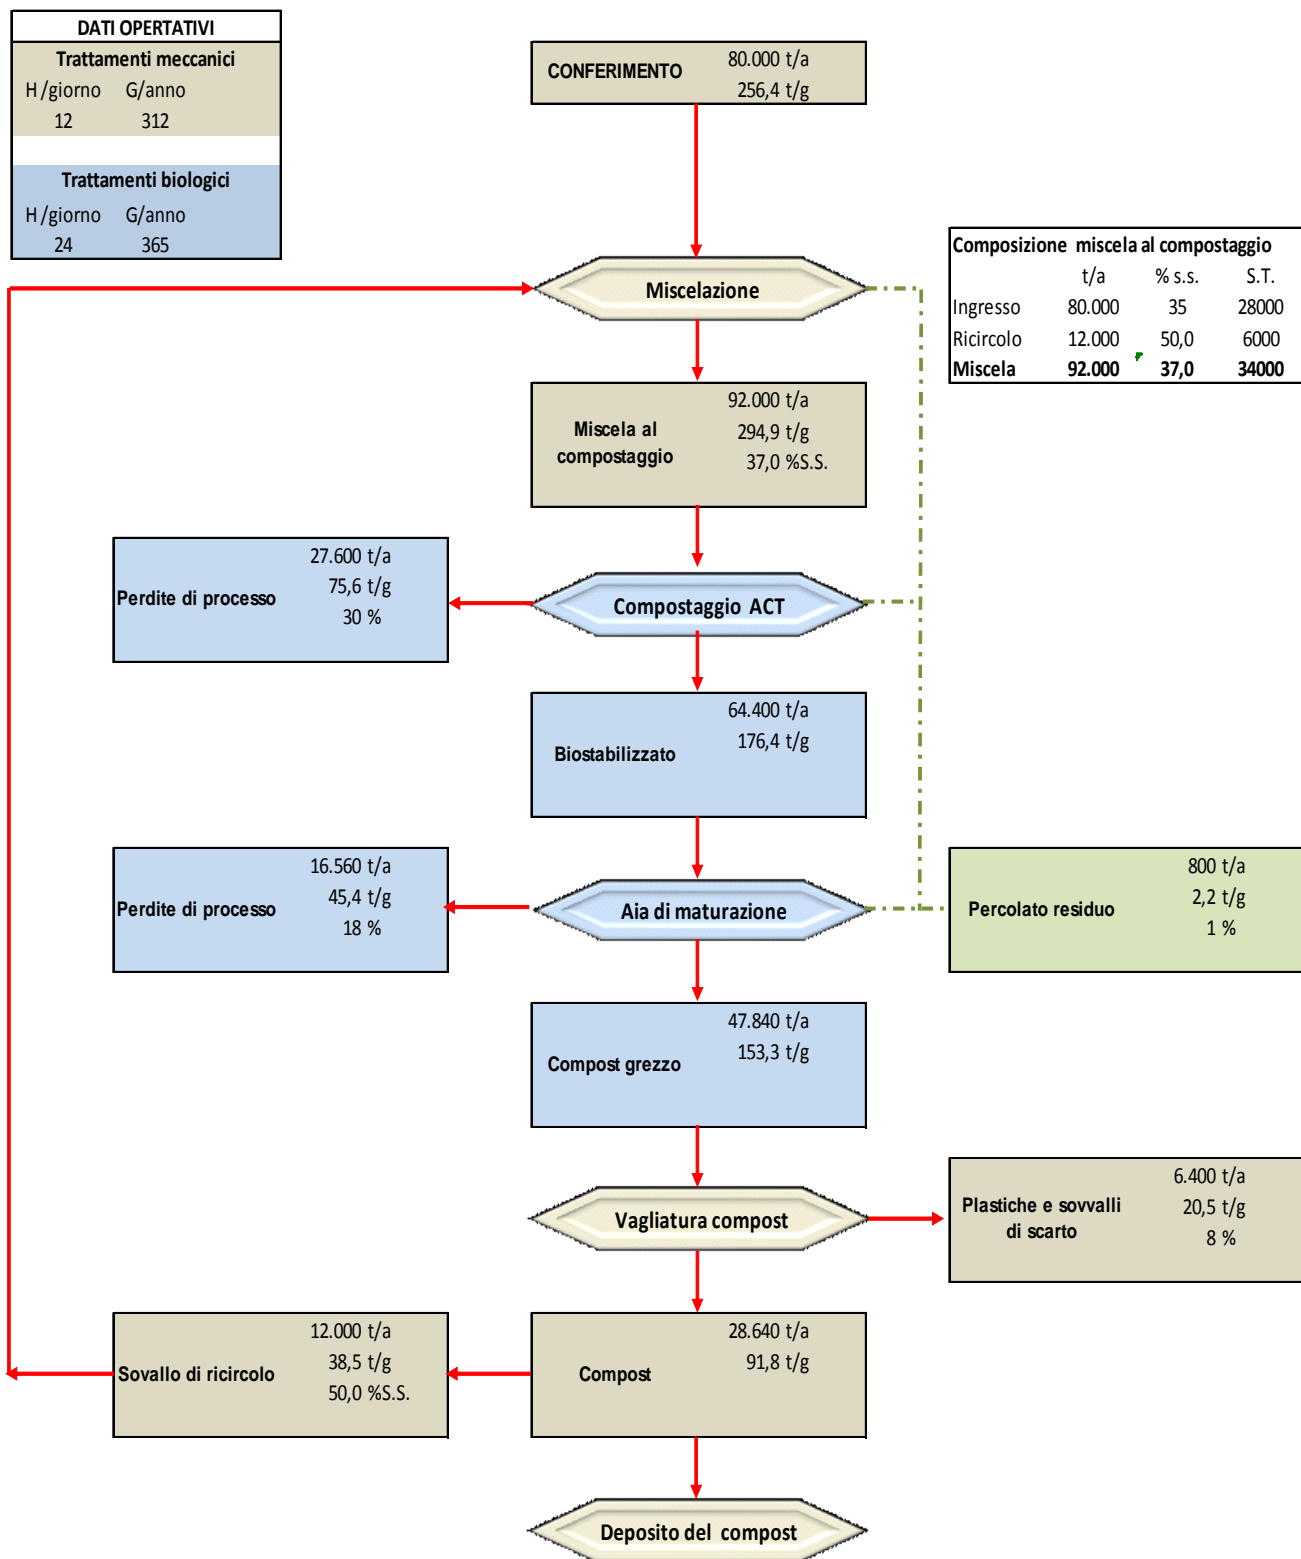 DATI OPERTATIVI
Trattamenti meccanici
H/giorno G/anno
12 312
Trattamenti biologici
H/giorno G/anno
24 365
CONFERIMENTO
80.000 t/a
256,4 t/g
Composizione miscela al compostaggio
t/a % s.s. S.T.
Ingresso 80.000 35 28000
Ricircolo 12.000 50,0 6000
Miscela 92.000 37,0 34000
Miscelazione
Miscela al
compostaggio
92.000 t/a
294,9 t/g
37,0 %S.S.
Perdite di processo
27.600 t/a
75,6 t/g
30 %
Compostaggio ACT
Biostabilizzato
64.400 t/a
176,4 t/g
Perdite di processo
16.560 t/a
45,4 t/g
18 %
Aia di maturazione
Percolato residuo
800 t/a
2,2 t/g
1 %
Compost grezzo
47.840 t/a
153,3 t/g
Vagliatura compost
Plastiche e sovvalli
di scarto
6.400 t/a
20,5 t/g
8 %
Sovallo di ricircolo
12.000 t/a
38,5 t/g
50,0 %S.S.
Compost
28.640 t/a
91,8 t/g
Deposito del compost